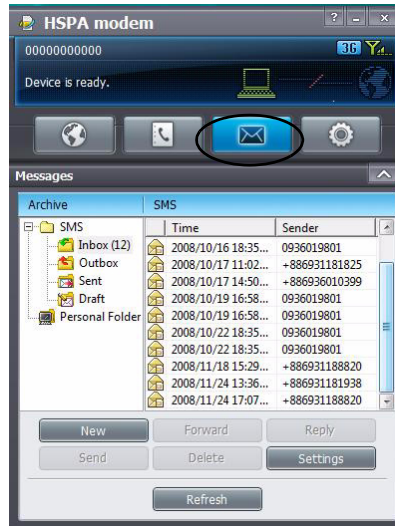 HSPA modem
00000000000
3G
Device is ready.
Messages
Archive
SMS
SMS
Inbox (12)
Outbox
Sent
Draft
Personal Folder
Time Sender
2008/10/16 18:35... 0936019801
2008/10/17 11:02... +886931181825
2008/10/17 14:50... +886936010399
2008/10/19 16:58... 0936019801
2008/10/19 16:58... 0936019801
2008/10/22 18:35... 0936019801
2008/10/22 18:35... 0936019801
2008/11/18 15:29... +886931188820
2008/11/24 13:36... +886931181938
2008/11/24 17:07... +886931188820
New Forward Reply
Send Delete Settings
Refresh